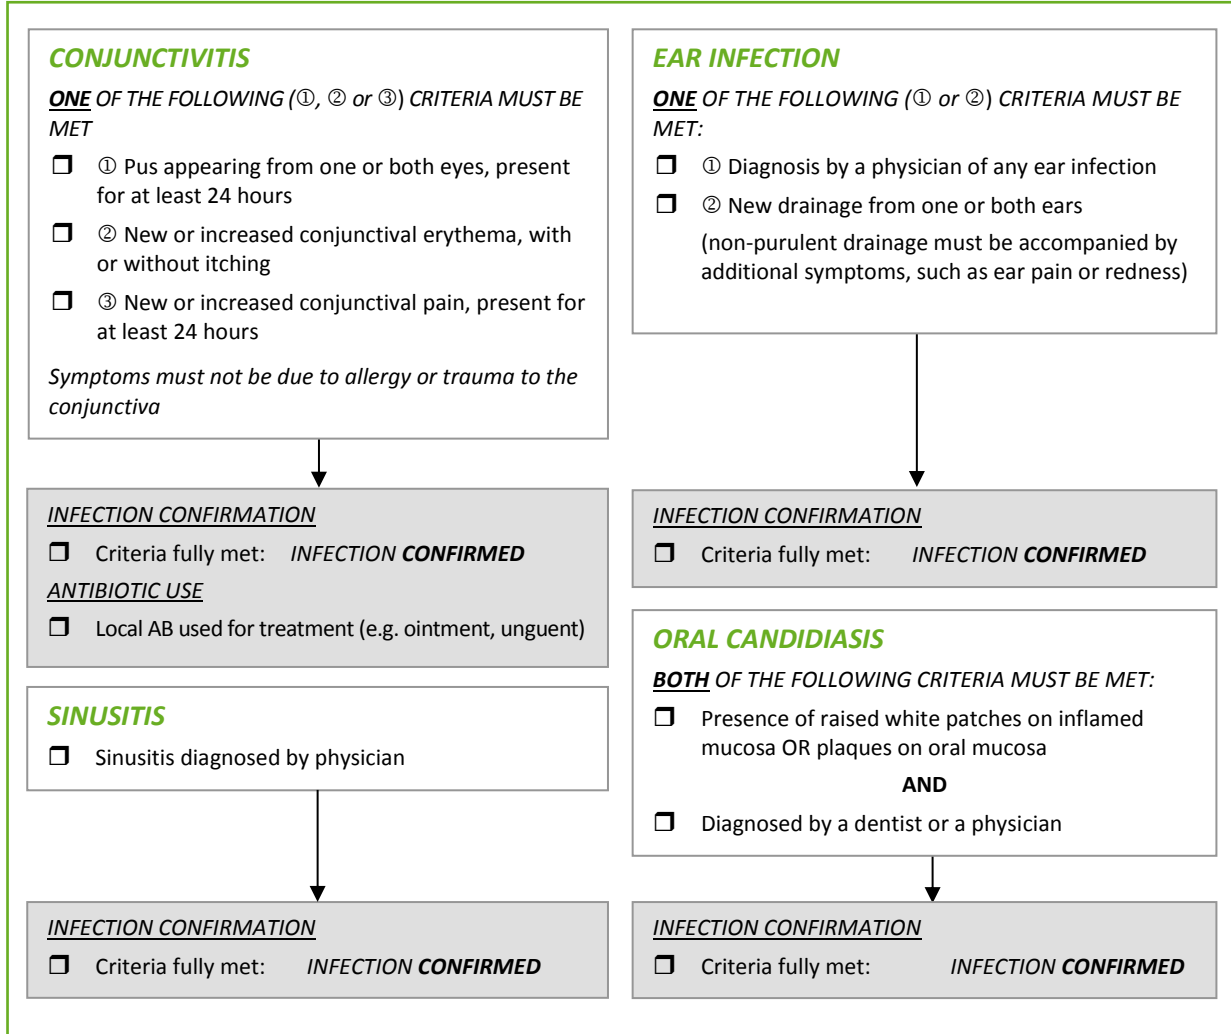 CONJUNCTIVITIS
ONE OF THE FOLLOWING (①, ② or ③) CRITERIA MUST BE
MET
❒ ① Pus appearing from one or both eyes, present
for at least 24 hours
❒ ② New or increased conjunctival erythema, with
or without itching
❒ ③ New or increased conjunctival pain, present for
at least 24 hours
Symptoms must not be due to allergy or trauma to the
conjunctiva
INFECTION CONFIRMATION
❒ Criteria fully met: INFECTION CONFIRMED
ANTIBIOTIC USE
❒ Local AB used for treatment (e.g. ointment, unguent)
SINUSITIS
❒ Sinusitis diagnosed by physician
INFECTION CONFIRMATION
❒ Criteria fully met: INFECTION CONFIRMED
EAR INFECTION
ONE OF THE FOLLOWING (① or ②) CRITERIA MUST BE
MET:
❒ ① Diagnosis by a physician of any ear infection
❒ ② New drainage from one or both ears
(non-purulent drainage must be accompanied by
additional symptoms, such as ear pain or redness)
INFECTION CONFIRMATION
❒ Criteria fully met: INFECTION CONFIRMED
ORAL CANDIDIASIS
BOTH OF THE FOLLOWING CRITERIA MUST BE MET:
❒ Presence of raised white patches on inflamed
mucosa OR plaques on oral mucosa
AND
❒ Diagnosed by a dentist or a physician
INFECTION CONFIRMATION
❒ Criteria fully met: INFECTION CONFIRMED